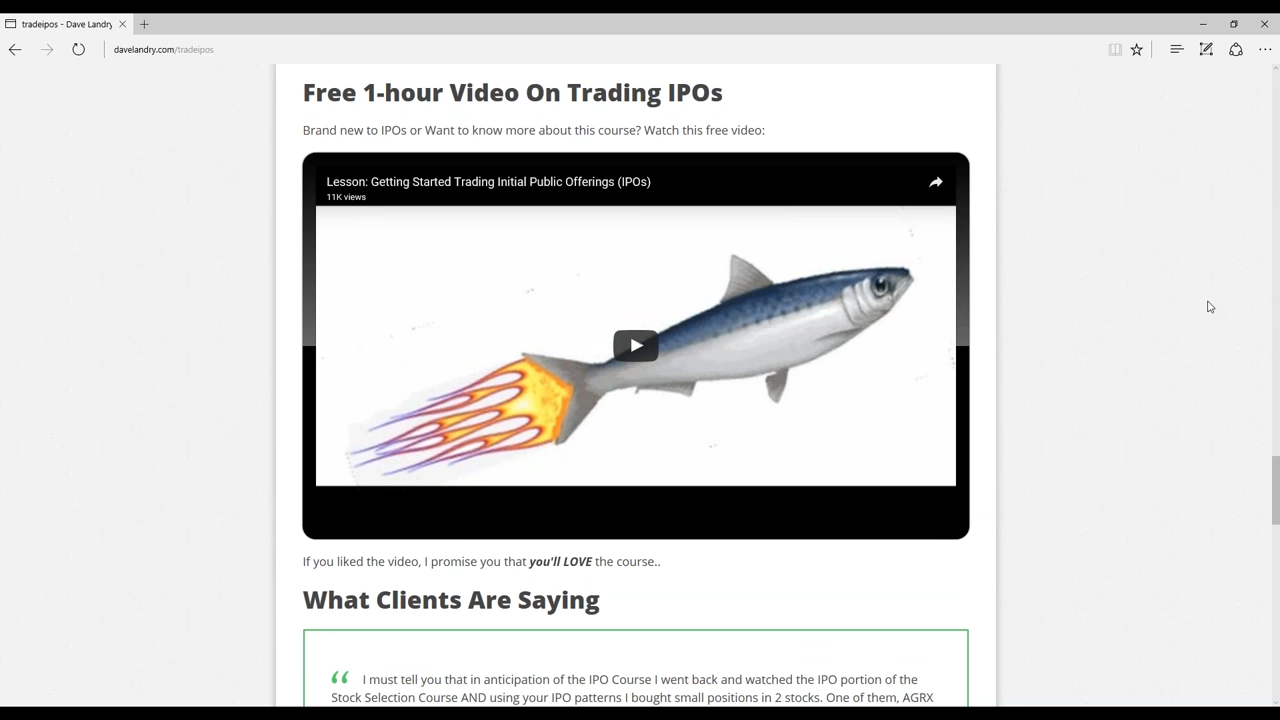 tradeipos - Dave Landry
davelandry.com/tradeipos
Free 1-hour Video On Trading IPOs
Brand new to IPOs or Want to know more about this course? Watch this free video:
Lesson: Getting Started Trading Initial Public Offerings (IPOs)
11K views
If you liked the video, I promise you that you'll LOVE the course..
What Clients Are Saying
“ I must tell you that in anticipation of the IPO Course I went back and watched the IPO portion of the
Stock Selection Course AND using your IPO patterns I bought small positions in 2 stocks. One of them, AGRX